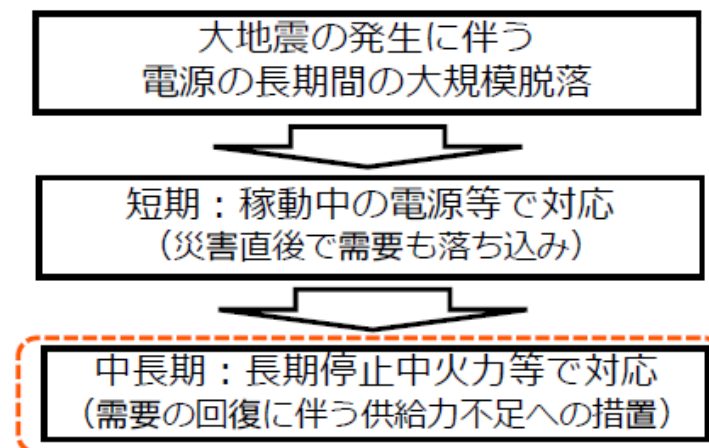 大地震の発生に伴う
電源の長期間の大規模脱落
短期：稼動中の電源等で対応
（災害直後で需要も落ち込み）
中長期：長期停止中火力等で対応
（需要の回復に伴う供給力不足への措置）